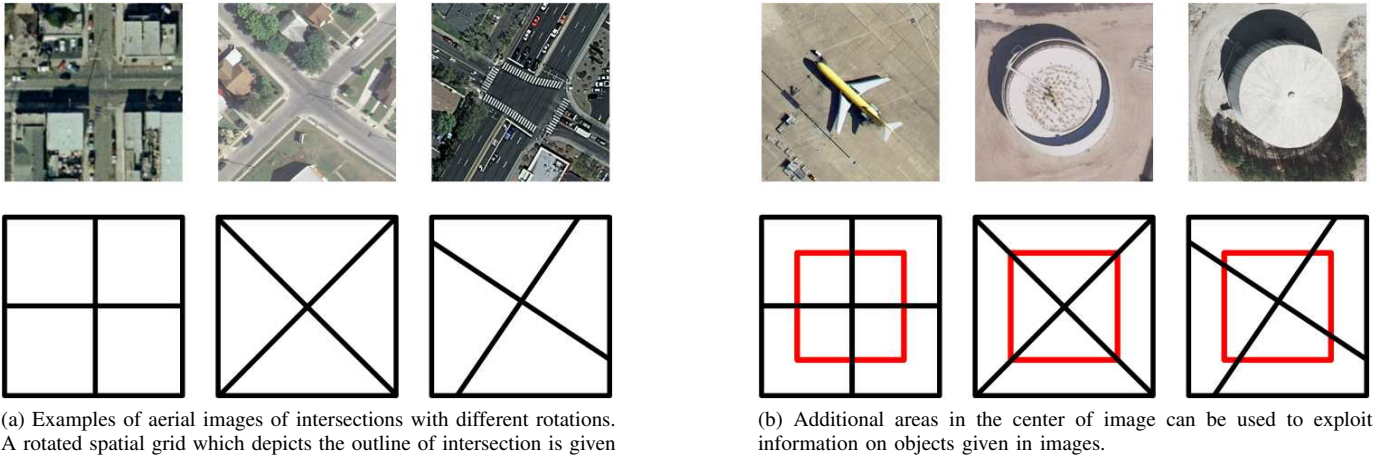 (a) Examples of aerial images of intersections with different rotations.
A rotated spatial grid which depicts the outline of intersection is given
(b) Additional areas in the center of image can be used to exploit
information on objects given in images.